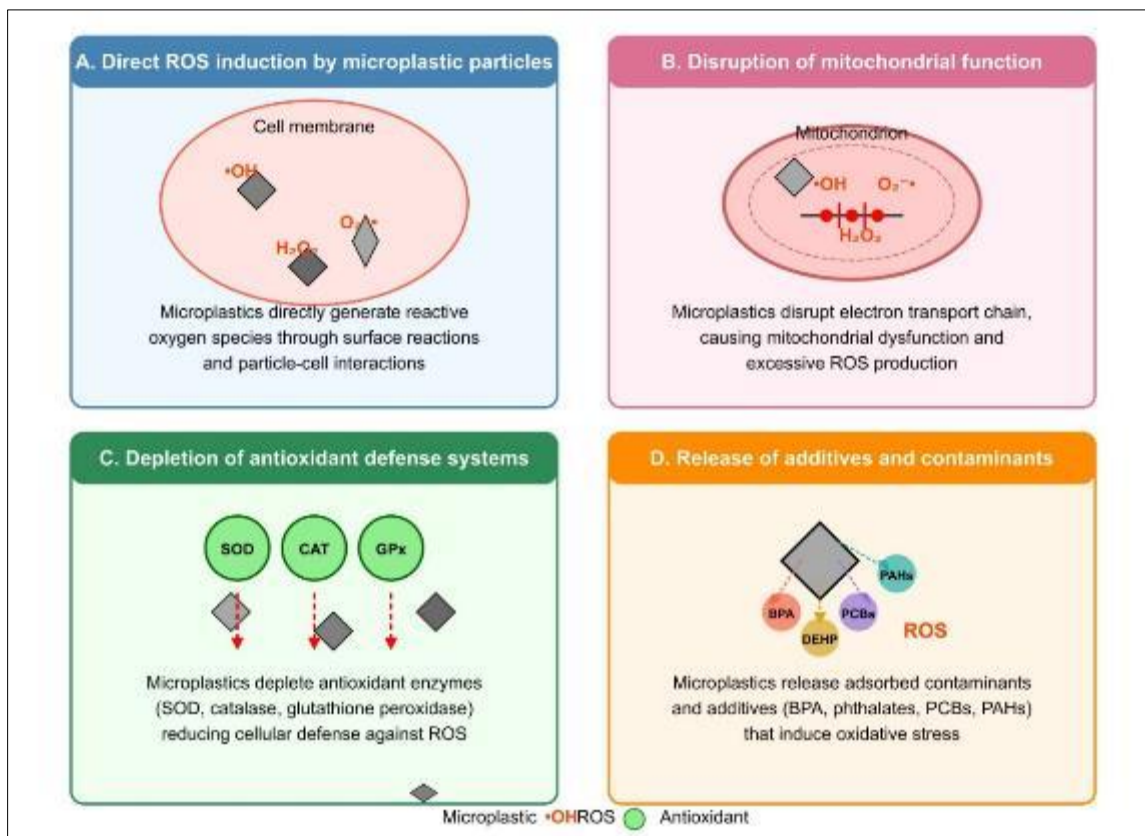 A. Direct ROS induction by microplastic particles
Cell membrane
•OH
O₂⁻•
H₂O₂
Microplastics directly generate reactive
oxygen species through surface reactions
and particle-cell interactions
B. Disruption of mitochondrial function
Mitochondrion
•OH O₂⁻•
H₂O₂
Microplastics disrupt electron transport chain,
causing mitochondrial dysfunction and
excessive ROS production
C. Depletion of antioxidant defense systems
SOD CAT GPx
Microplastics deplete antioxidant enzymes
(SOD, catalase, glutathione peroxidase)
reducing cellular defense against ROS
D. Release of additives and contaminants
PAHs
BPA PCBs
DEHP
ROS
Microplastics release adsorbed contaminants
and additives (BPA, phthalates, PCBs, PAHs)
that induce oxidative stress
Microplastic •OHROS Antioxidant